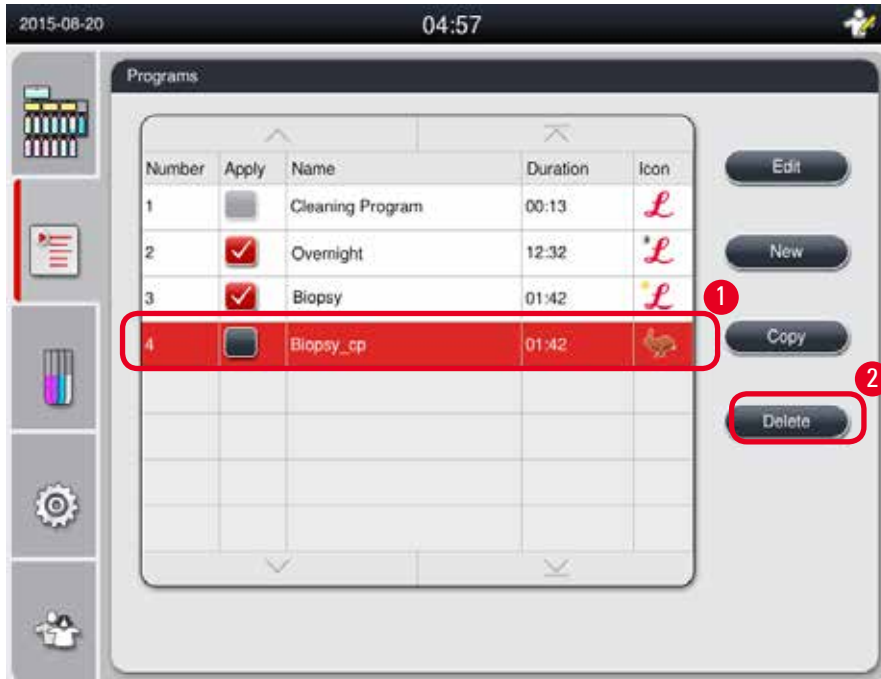 2015-08-20 04:57
Programs
Number Apply Name Duration Icon
1 Cleaning Program 00:13 L
2 Overnight 12:32 L
3 Biopsy 01:42 L
4 Biopsy_cp 01:42
Edit
New
1
Copy
2
Delete